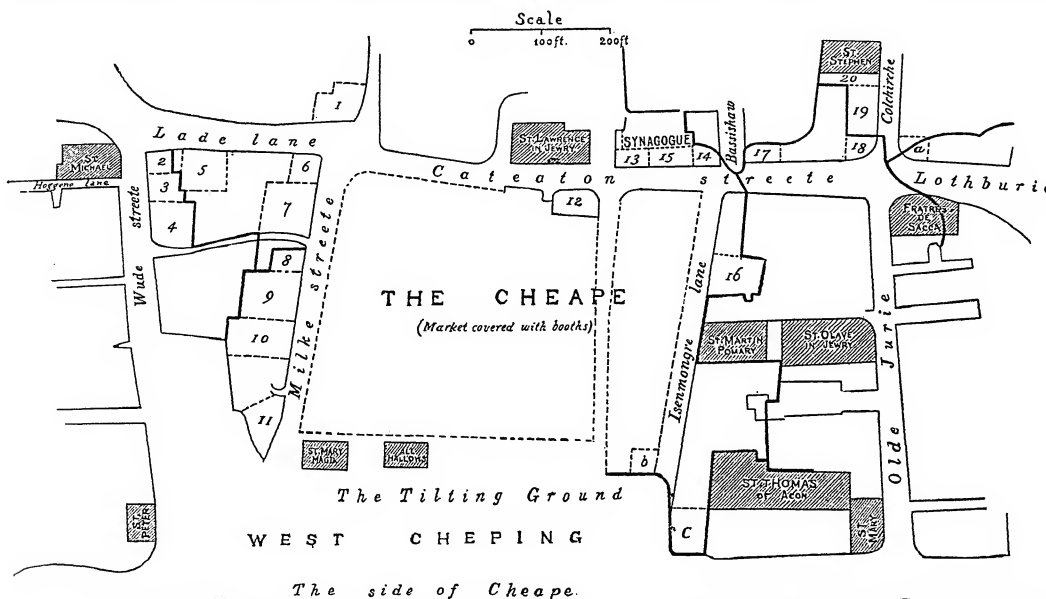 Scale
0 100ft. 200ft
ST. STEPHEN
20
Colchirche
19
18
a
Lothburie
1
Lade lane
ST. MICHAEL
Hoggene lane
2
3
4
5
6
7
ST. LAWRENCE IN JEWRY
SYNAGOGUE
13
15
14
Bassishaw
17
Cateaton streete
12
Wude streete
8
9
10
11
Milke streete
THE CHEAPE
(Market covered with booths)
Isenmongre lane
16
FRATRES DE SACCA
ST. MARTIN POMARY
ST. OLAVE IN JEWRY
Olde Jurie
ST. MARY MAGD.
ALL HALLOWS
b
ST. THOMAS of ACON
ST. MARY
C
The Tilting Ground
ST. PETER
WEST CHEPING
The side of Cheape.